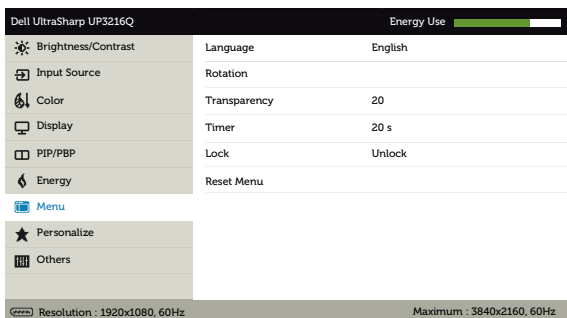 Dell UltraSharp UP3216Q Energy Use
Brightness/Contrast Language English
Input Source Rotation
Color Transparency 20
Display Timer 20 s
PIP/PBP Lock Unlock
Energy Reset Menu
Menu
Personalize
Others
Resolution : 1920x1080, 60Hz Maximum : 3840x2160, 60Hz